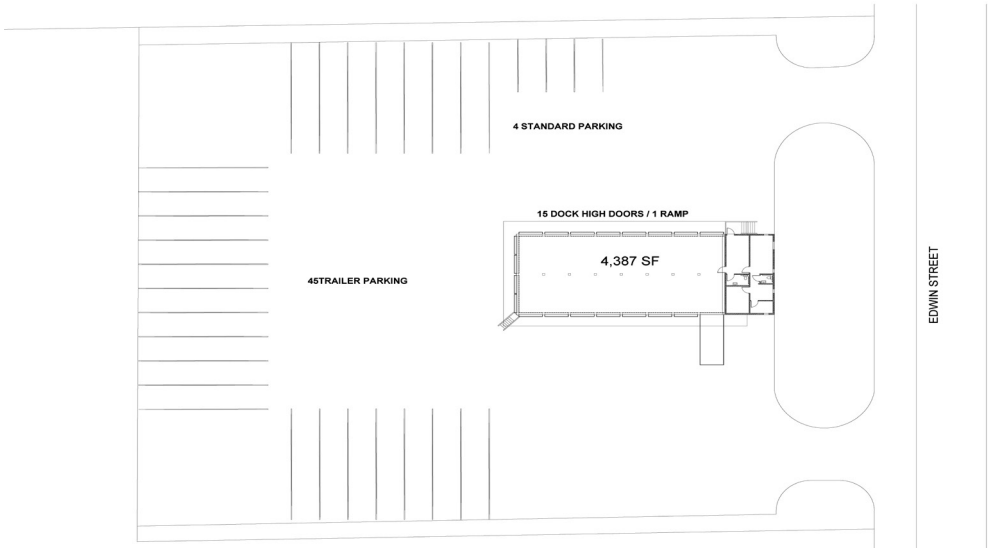 4 STANDARD PARKING
15 DOCK HIGH DOORS / 1 RAMP
4,387 SF
45TRAILER PARKING
EDWIN STREET